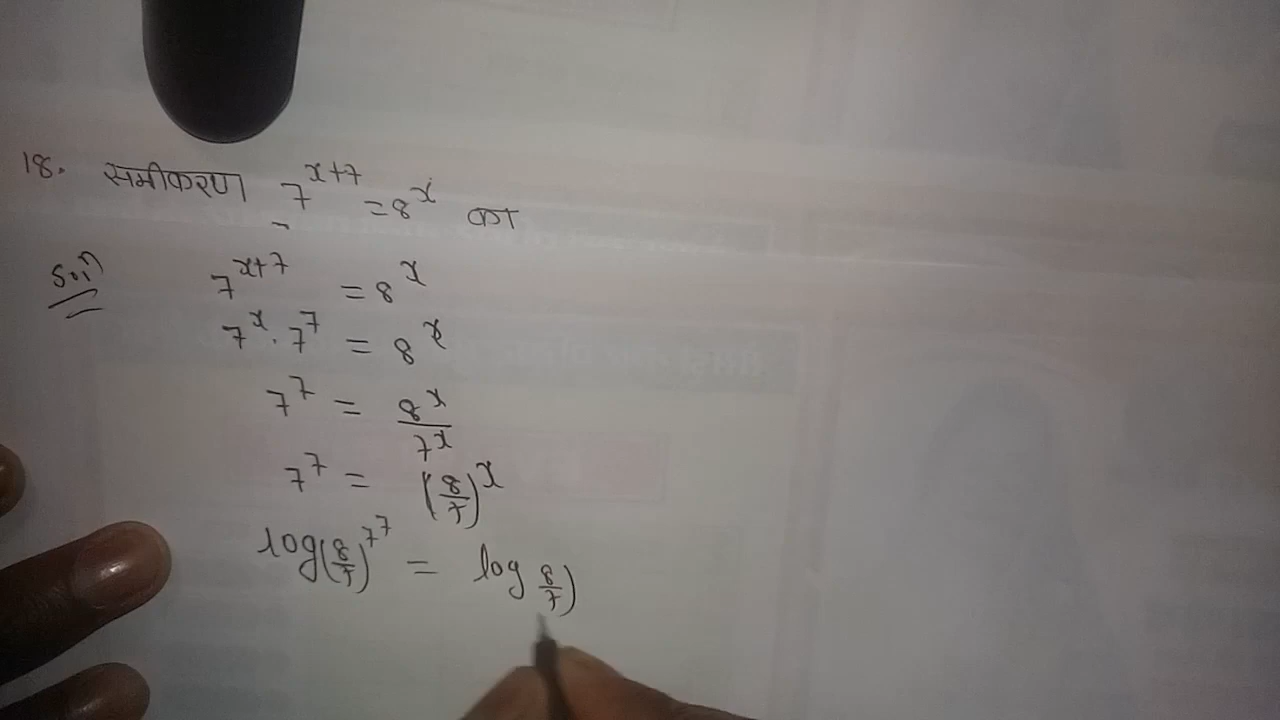 18. समीकरण 7^{x+7} = 8^x का
Sol^n 7^{x+7} = 8^x
7^x . 7^7 = 8^x
7^7 = 8^x / 7^x
7^7 = (8/7)^x
log(8/7) 7^7 = log 8/7)